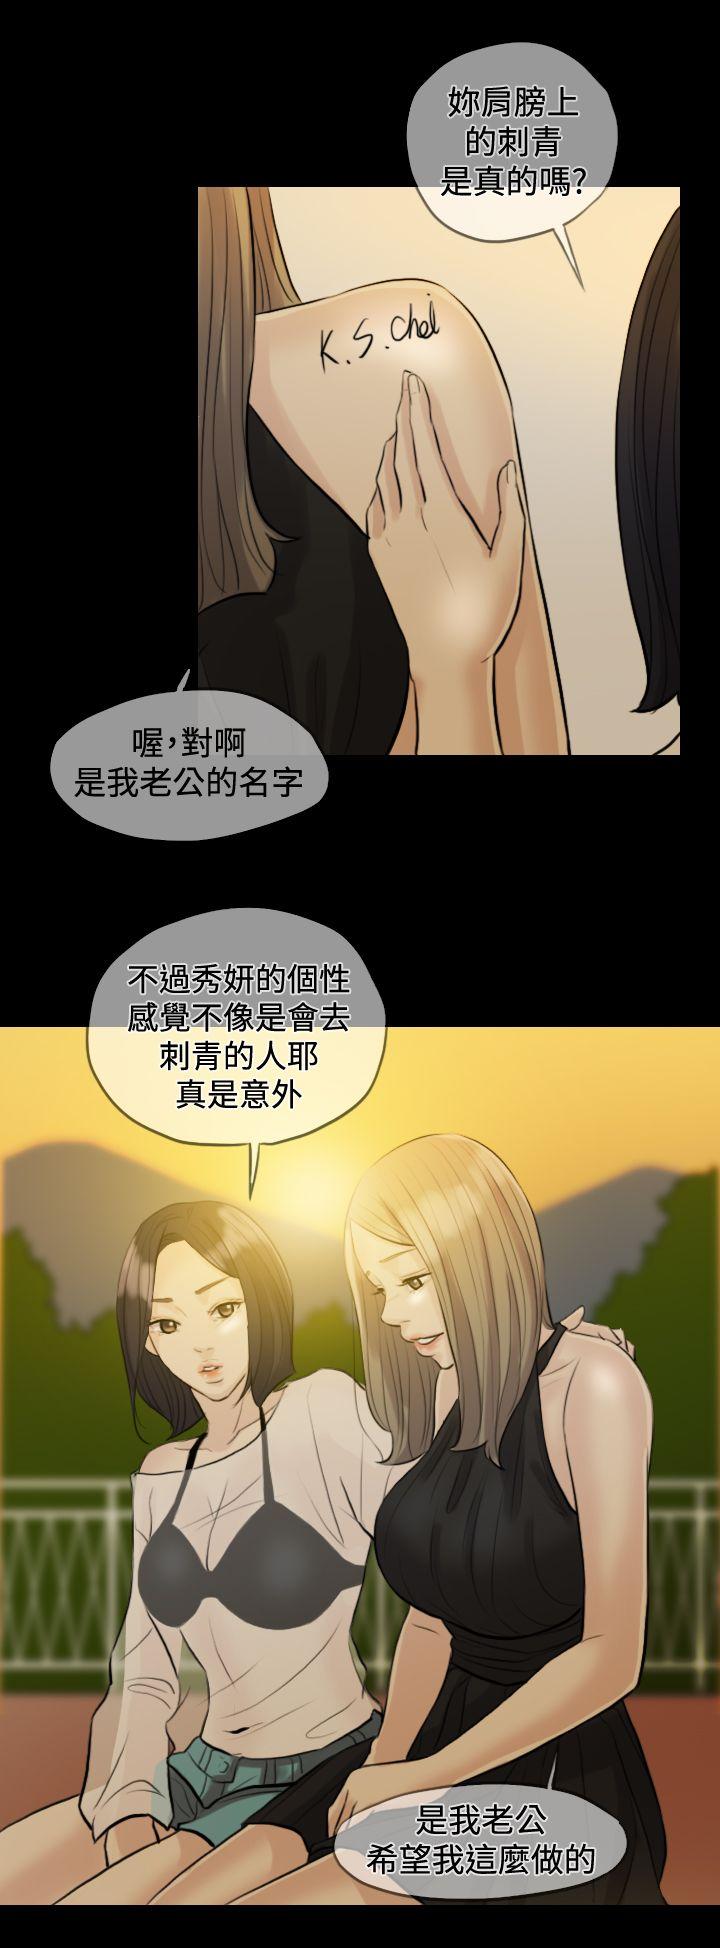 妳肩膀上
的刺青
是真的嗎?
K.S.Choi
喔,對啊
是我老公的名字
不過秀妍的個性
感覺不像是會去
刺青的人耶
真是意外
是我老公
希望我這麼做的